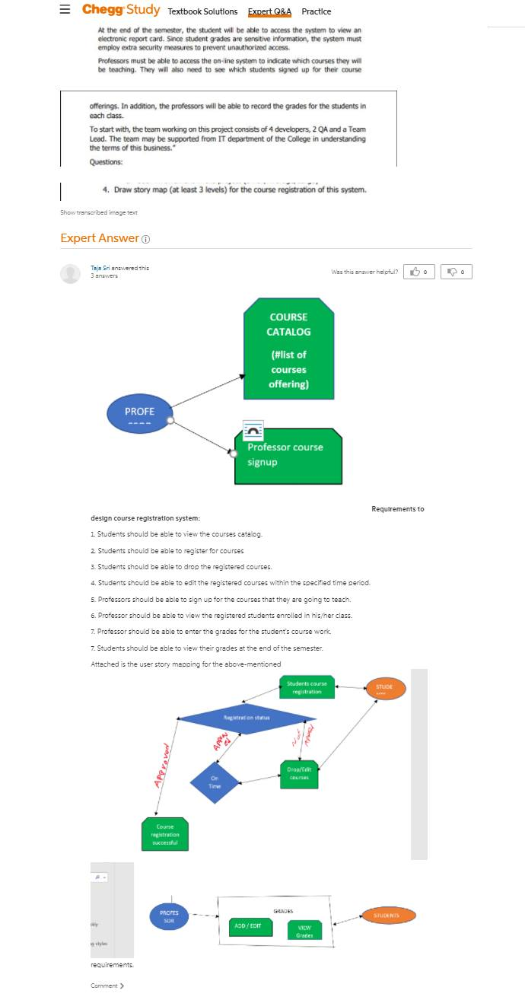 Chegg Study Textbook Solutions Expert Q&A Practice
At the end of the semester, the student will be able to access the system to view an
electronic report card. Since student grades are sensitive information, the system must
employ extra security measures to prevent unauthorized access.
Professors must be able to access the on-line system to indicate which courses they will
be teaching. They will also need to see which students signed up for their course
offerings. In addition, the professors will be able to record the grades for the students in
each class.
To start with, the team working on this project consists of 4 developers, 2 QA and a Team
Lead. The team may be supported from IT department of the College in understanding
the terms of this business."
Questions:
4. Draw story map (at least 3 levels) for the course registration of this system.
Show transcribed image text
Expert Answer
Taja Sri answered this
Was this answer helpful? 0 0
3 answers
COURSE
CATALOG
(#list of
courses
offering)
PROFE
Professor course
signup
Requirements to
design course registration system:
1. Students should be able to view the courses catalog.
2. Students should be able to register for courses
3. Students should be able to drop the registered courses.
4. Students should be able to edit the registered courses within the specified time period.
5. Professors should be able to sign up for the courses that they are going to teach.
6. Professor should be able to view the registered students enrolled in his/her class.
7. Professor should be able to enter the grades for the student's course work.
7. Students should be able to view their grades at the end of the semester.
Attached is the user story mapping for the above-mentioned
Students course
registration
STUDE
Registration status
Not
On
Time
Drop/Edit
courses
Course
registration
successful
PROFES
SOR
GRADES
ADD / EDIT
VIEW
Grades
STUDENTS
requirements.
Comment >